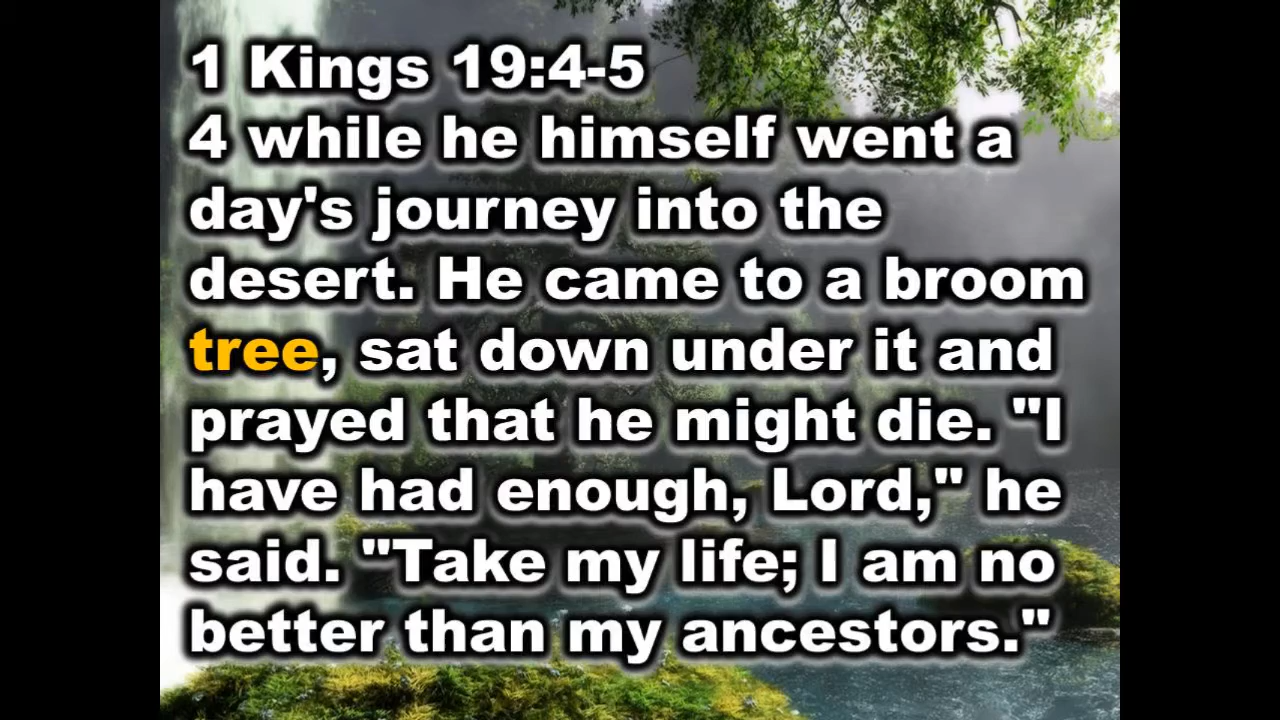 1 Kings 19:4-5
4 while he himself went a
day's journey into the
desert. He came to a broom
tree, sat down under it and
prayed that he might die. "I
have had enough, Lord," he
said. "Take my life; I am no
better than my ancestors."